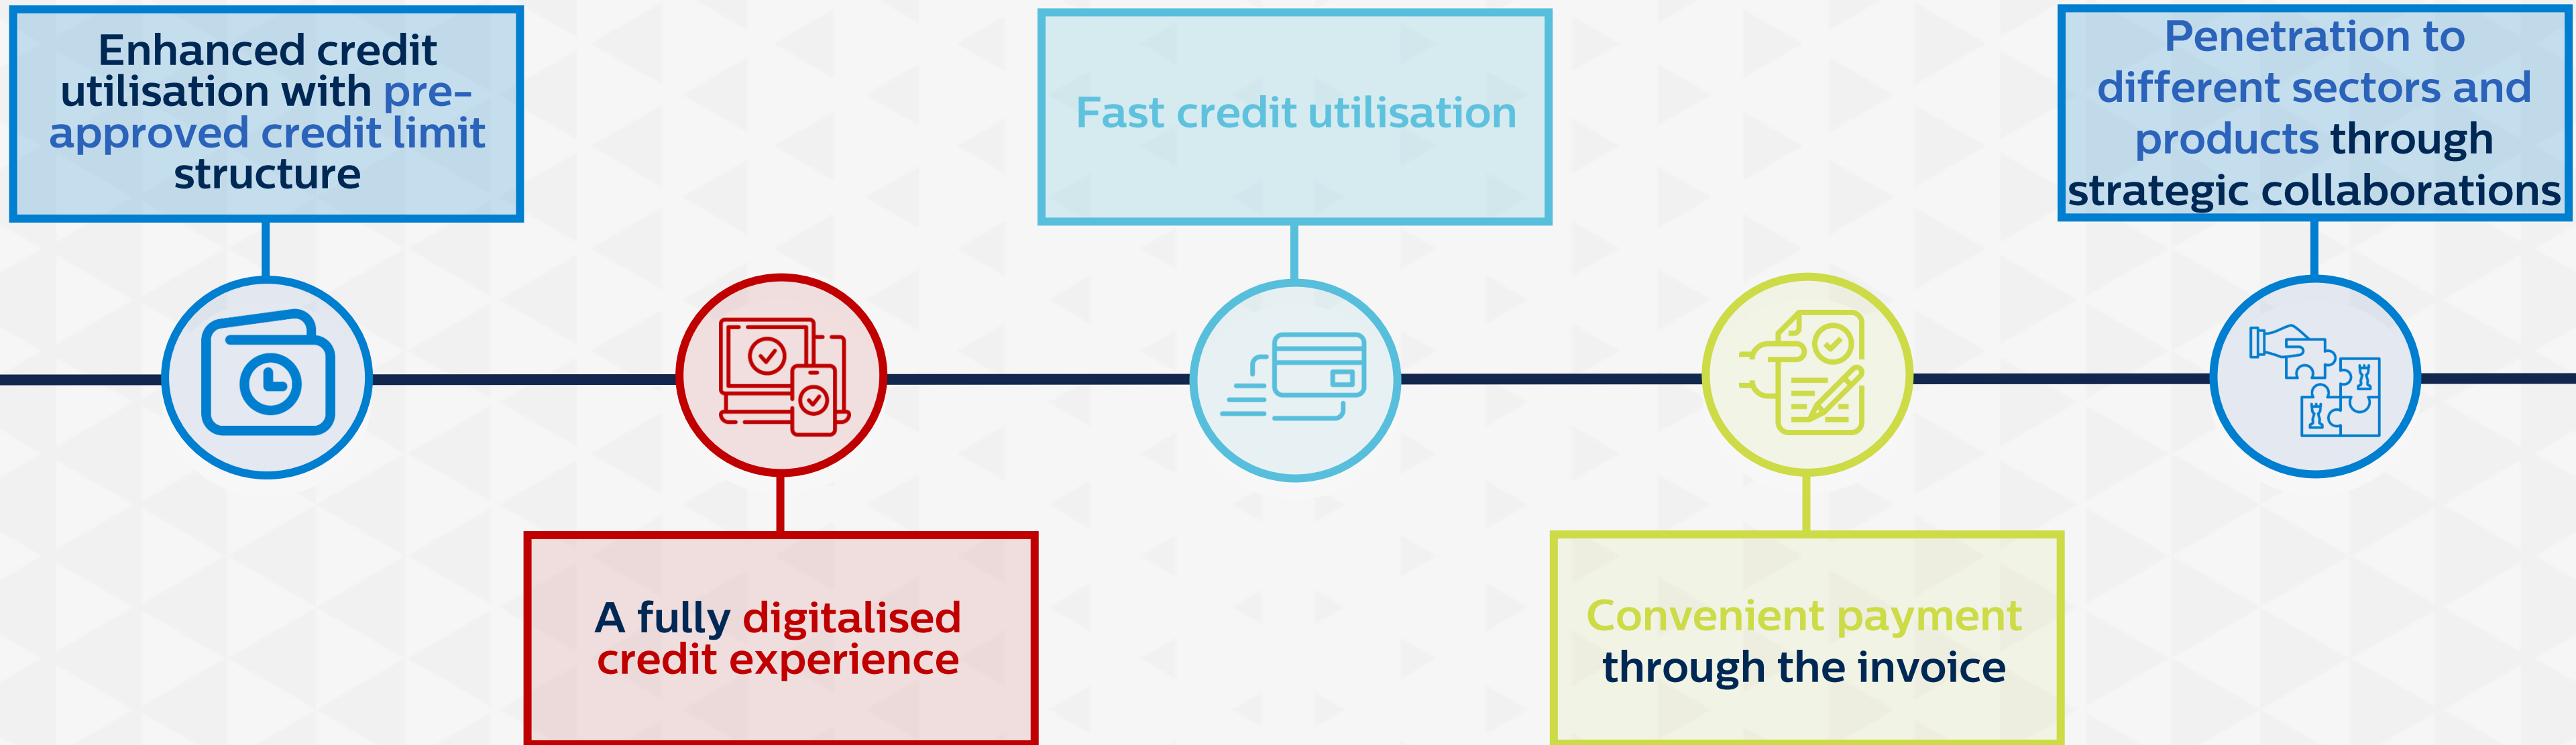 Enhanced credit
utilisation with pre-
approved credit limit
structure
A fully digitalised
credit experience
Fast credit utilisation
Convenient payment
through the invoice
Penetration to
different sectors and
products through
strategic collaborations